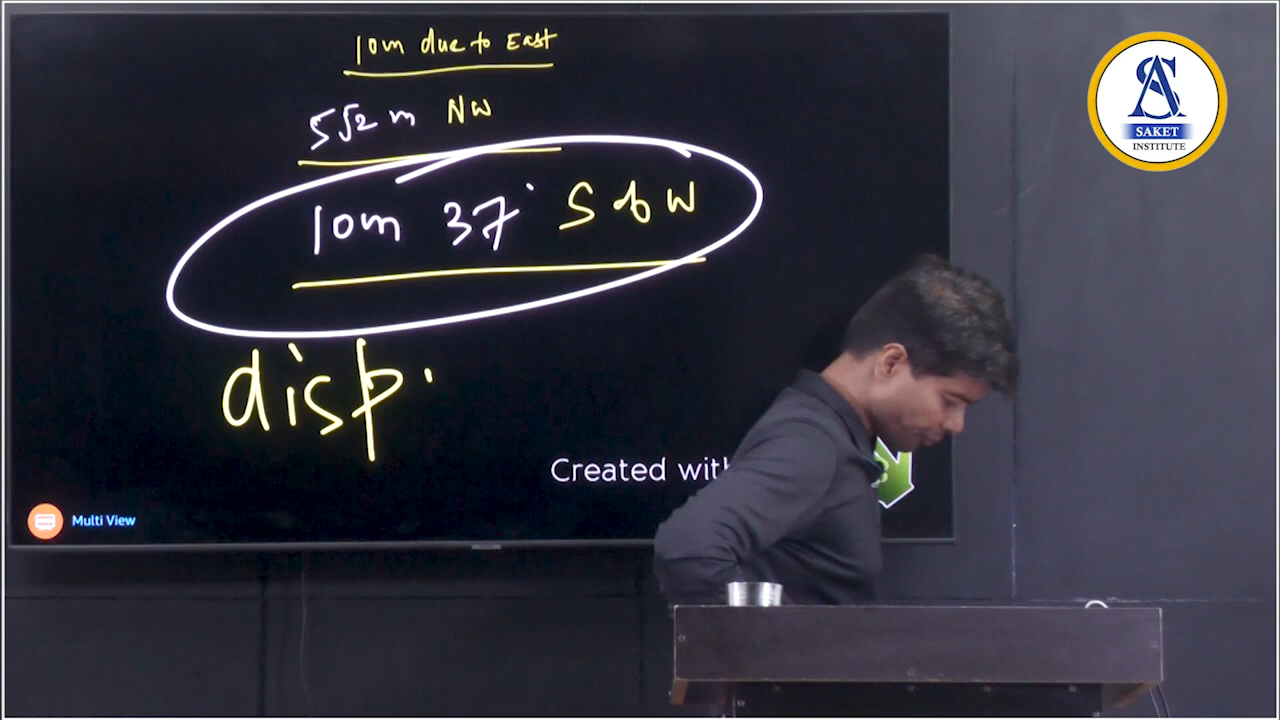 10m due to East
5√2 m NW
10m 37° S of W
disp.
Created with
Multi View
SAKET
INSTITUTE